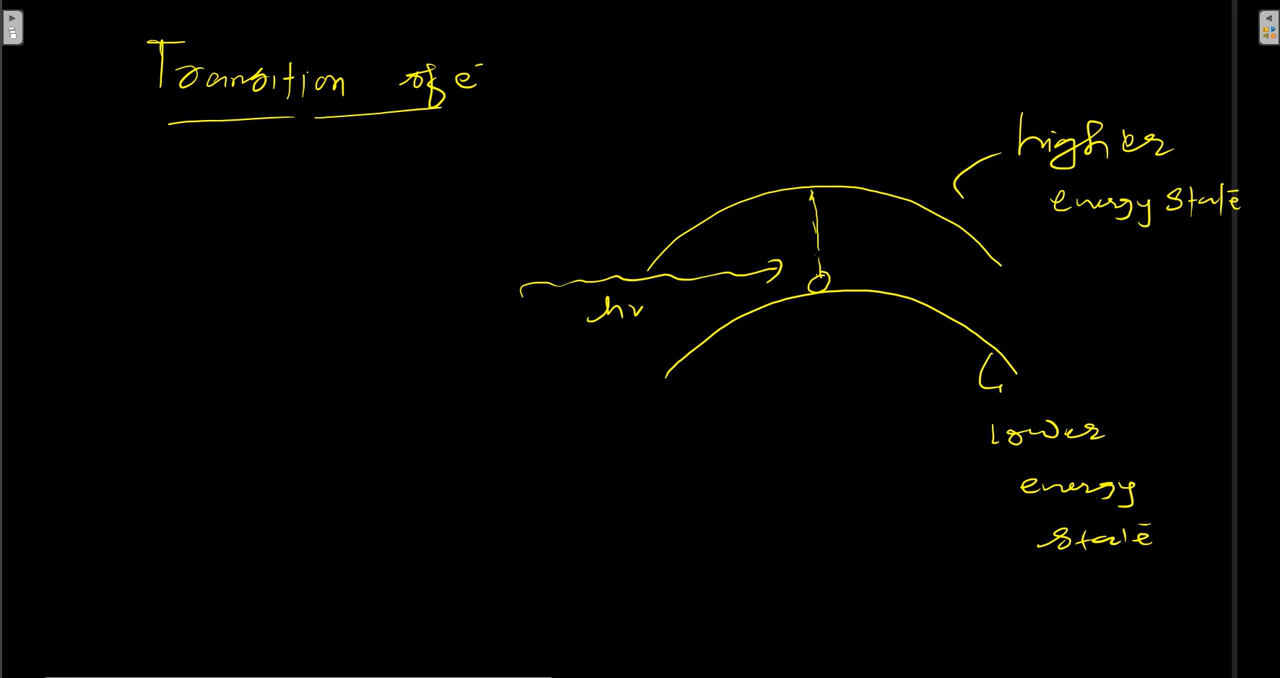 Transition of e⁻
higher
energy state
hν
lower
energy
state